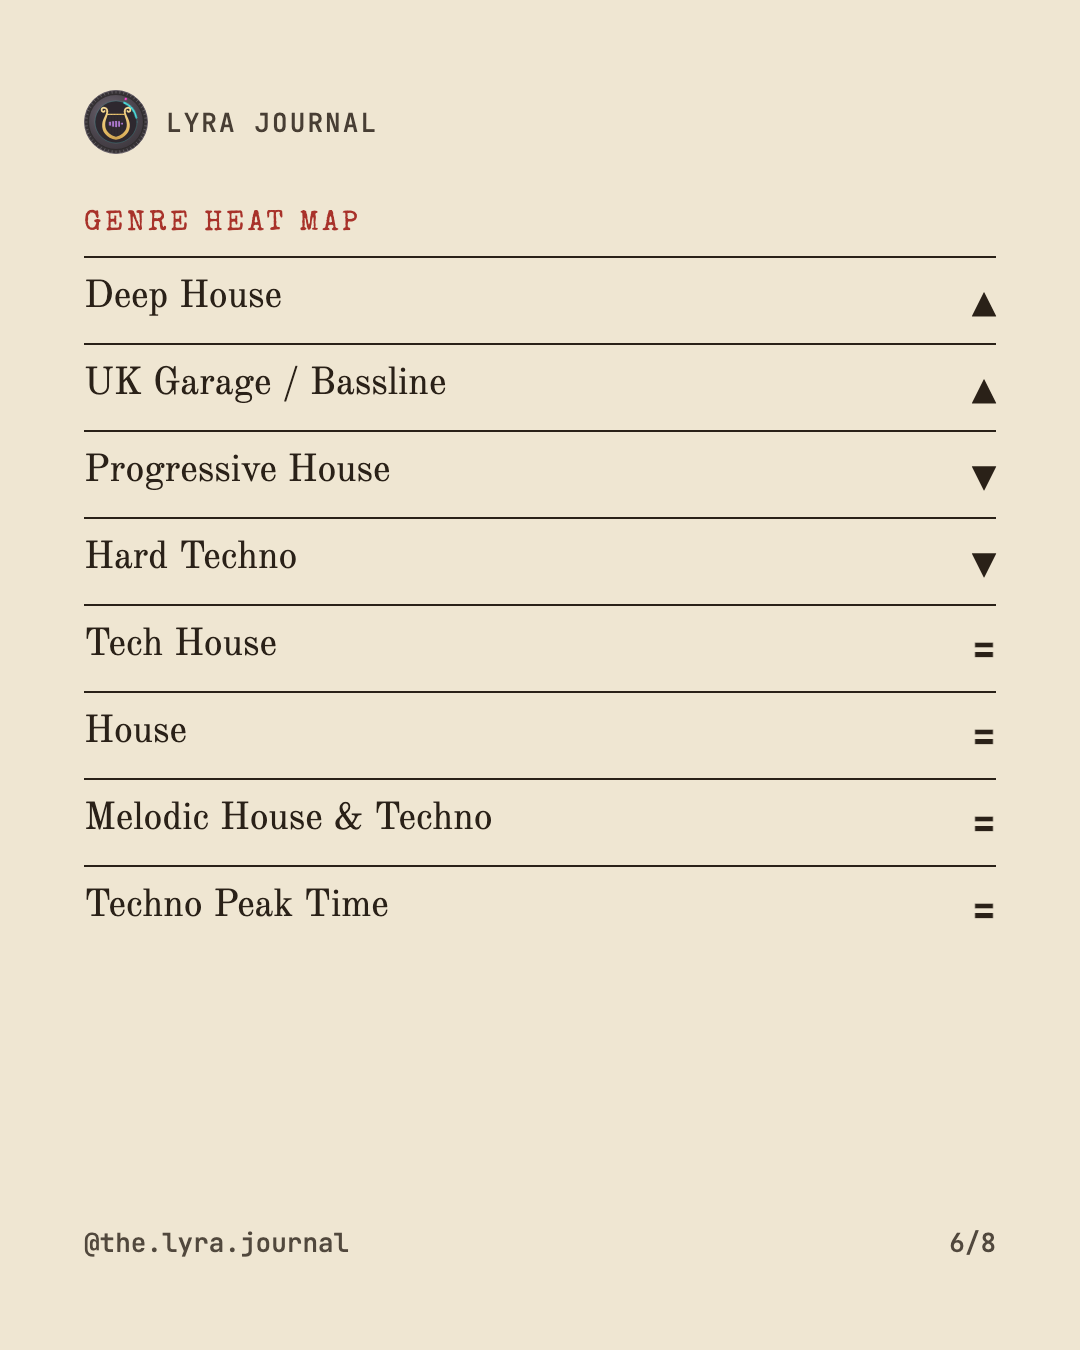 LYRA JOURNAL
GENRE HEAT MAP
Deep House ▲
UK Garage / Bassline ▲
Progressive House ▼
Hard Techno ▼
Tech House =
House =
Melodic House & Techno =
Techno Peak Time =
@the.lyra.journal 6/8